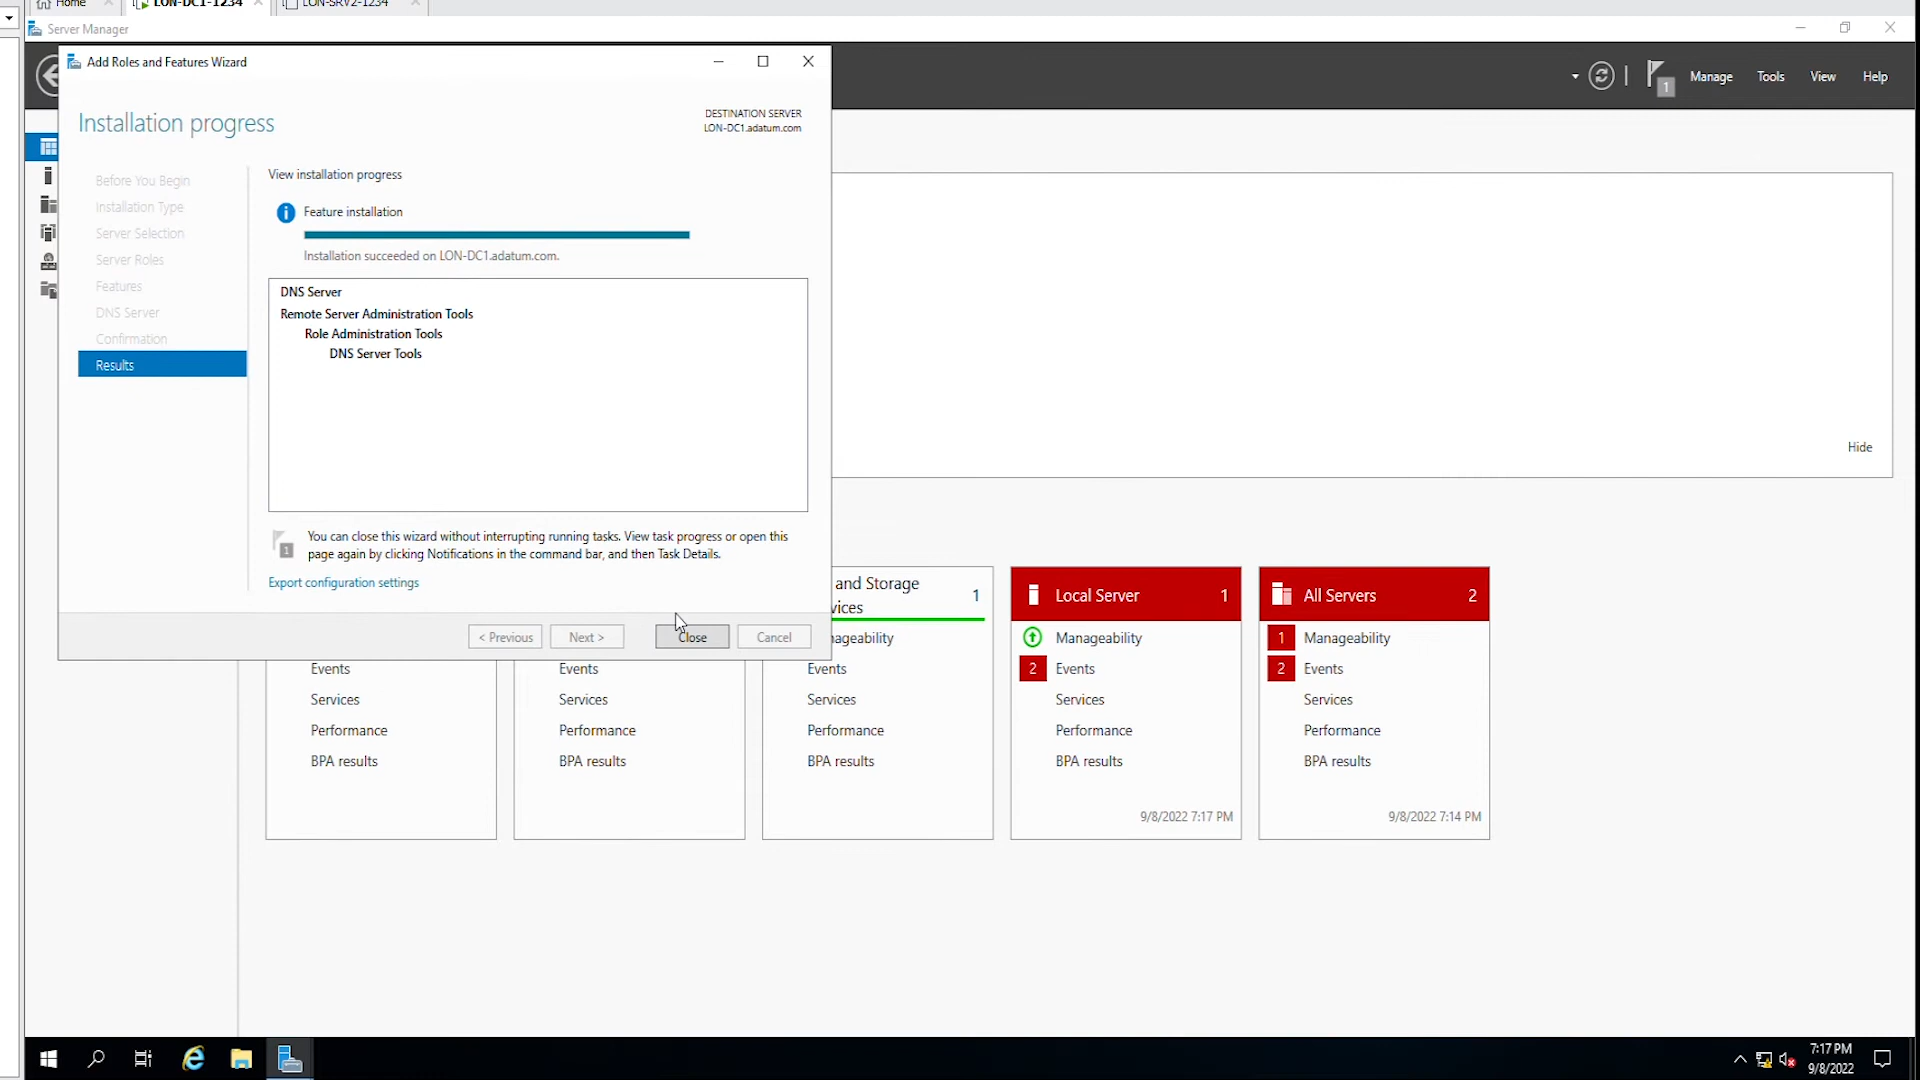 Home
LON-DC1-1234
LON-SRV2-1234
Server Manager
Add Roles and Features Wizard
1
Manage
Tools
View
Help
Installation progress
DESTINATION SERVER
LON-DC1.adatum.com
Before You Begin
Installation Type
Server Selection
Server Roles
Features
DNS Server
Confirmation
Results
View installation progress
Feature installation
Installation succeeded on LON-DC1.adatum.com.
DNS Server
Remote Server Administration Tools
Role Administration Tools
DNS Server Tools
1
You can close this wizard without interrupting running tasks. View task progress or open this
page again by clicking Notifications in the command bar, and then Task Details.
Export configuration settings
< Previous
Next >
Close
Cancel
Hide
Events
Services
Performance
BPA results
Events
Services
Performance
BPA results
and Storage
vices
1
nageability
Events
Services
Performance
BPA results
Local Server
1
Manageability
2
Events
Services
Performance
BPA results
9/8/2022 7:17 PM
All Servers
2
1
Manageability
2
Events
Services
Performance
BPA results
9/8/2022 7:14 PM
7:17 PM
9/8/2022